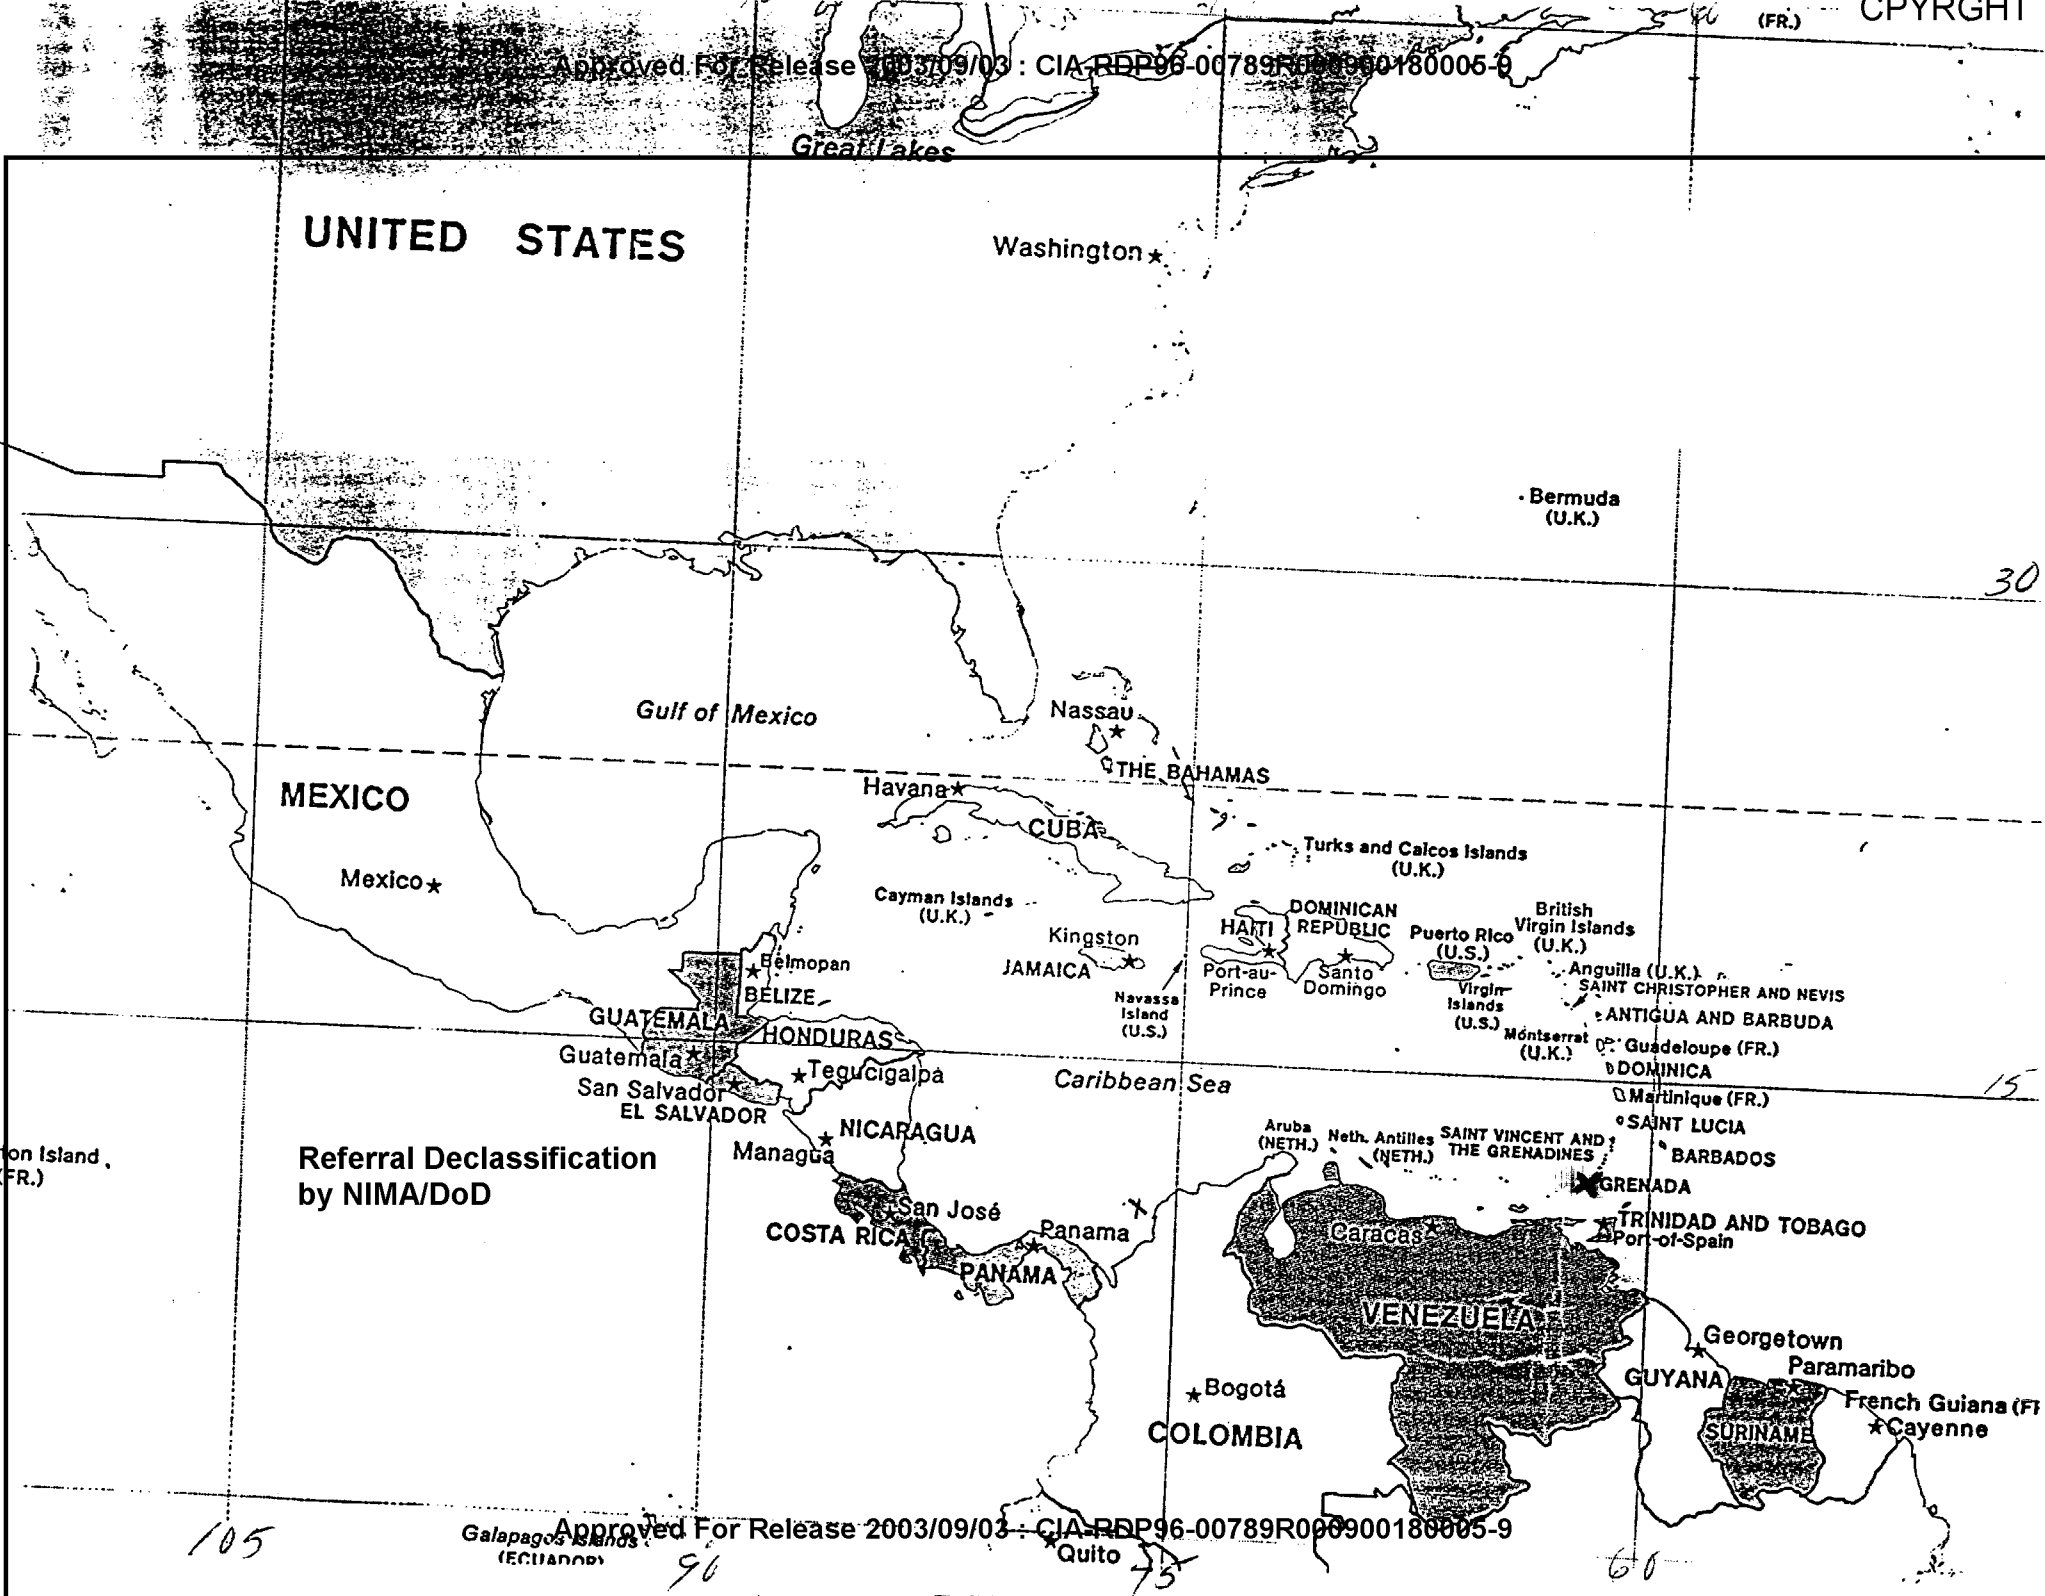 (FR.)
CPYRGHT
Approved For Release 2003/09/03 : CIA-RDP96-00789R000900180005-9
Great Lakes
UNITED STATES
Washington
Bermuda
(U.K.)
30
Gulf of Mexico
Nassau
THE BAHAMAS
MEXICO
Havana
CUBA
Turks and Caicos Islands
(U.K.)
Mexico
Cayman Islands
(U.K.)
Kingston
JAMAICA
Navassa
Island
(U.S.)
HAITI
Port-au-
Prince
DOMINICAN
REPUBLIC
Santo
Domingo
Puerto Rico
(U.S.)
British
Virgin Islands
(U.K.)
Virgin
Islands
(U.S.)
Anguilla (U.K.)
SAINT CHRISTOPHER AND NEVIS
ANTIGUA AND BARBUDA
Montserrat
(U.K.)
Guadeloupe (FR.)
DOMINICA
15
Martinique (FR.)
SAINT LUCIA
BARBADOS
SAINT VINCENT AND
THE GRENADINES
GRENADA
Belmopan
BELIZE
GUATEMALA
Guatemala
HONDURAS
Tegucigalpa
San Salvador
EL SALVADOR
NICARAGUA
Managua
Caribbean Sea
Aruba
(NETH.)
Neth. Antilles
(NETH.)
ton Island
(FR.)
Referral Declassification
by NIMA/DoD
San José
COSTA RICA
Panama
PANAMA
X
Caracas
TRINIDAD AND TOBAGO
Port-of-Spain
VENEZUELA
Georgetown
GUYANA
Paramaribo
SURINAME
French Guiana (FR
Cayenne
Bogotá
COLOMBIA
Galapagos Islands
(ECUADOR)
Approved For Release 2003/09/03 : CIA-RDP96-00789R000900180005-9
Quito
105
90
75
60